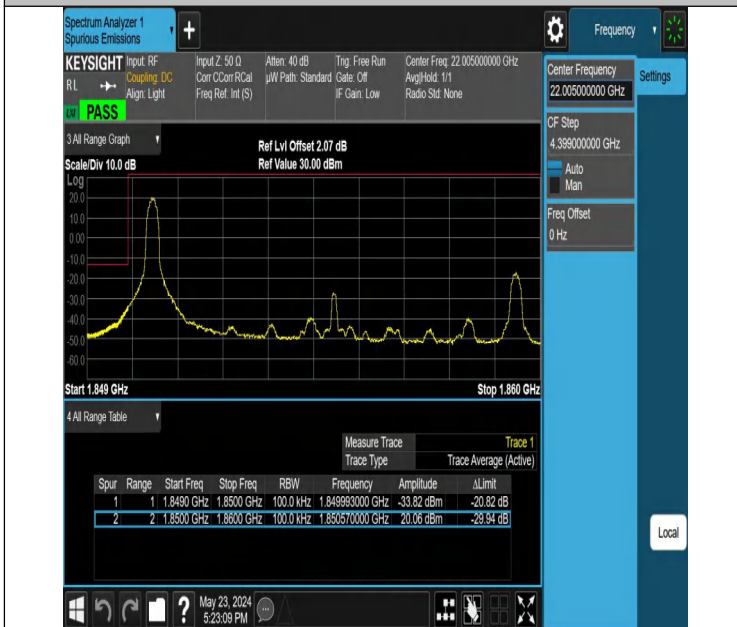 Spectrum Analyzer 1
Spurious Emissions
+
Frequency
KEYSIGHT
RL
Input: RF
Coupling: DC
Align: Light
Input Z: 50 Ω
Corr CCorr RCal
Freq Ref: Int (S)
Atten: 40 dB
µW Path: Standard
Trig: Free Run
Gate: Off
IF Gain: Low
Center Freq: 22.005000000 GHz
Avg|Hold: 1/1
Radio Std: None
PASS
Center Frequency
22.005000000 GHz
Settings
CF Step
4.399000000 GHz
Auto
Man
Freq Offset
0 Hz
3 All Range Graph
Scale/Div 10.0 dB
Ref Lvl Offset 2.07 dB
Ref Value 30.00 dBm
Log
20.0
10.0
0.00
-10.0
-20.0
-30.0
-40.0
-50.0
-60.0
Start 1.849 GHz
Stop 1.860 GHz
4 All Range Table
Measure Trace Trace 1
Trace Type Trace Average (Active)
Spur Range Start Freq Stop Freq RBW Frequency Amplitude ΔLimit
1 1 1.8490 GHz 1.8500 GHz 100.0 kHz 1.849993000 GHz -33.82 dBm -20.82 dB
2 2 1.8500 GHz 1.8600 GHz 100.0 kHz 1.850570000 GHz 20.06 dBm -29.94 dB
Local
?
May 23, 2024
5:23:09 PM